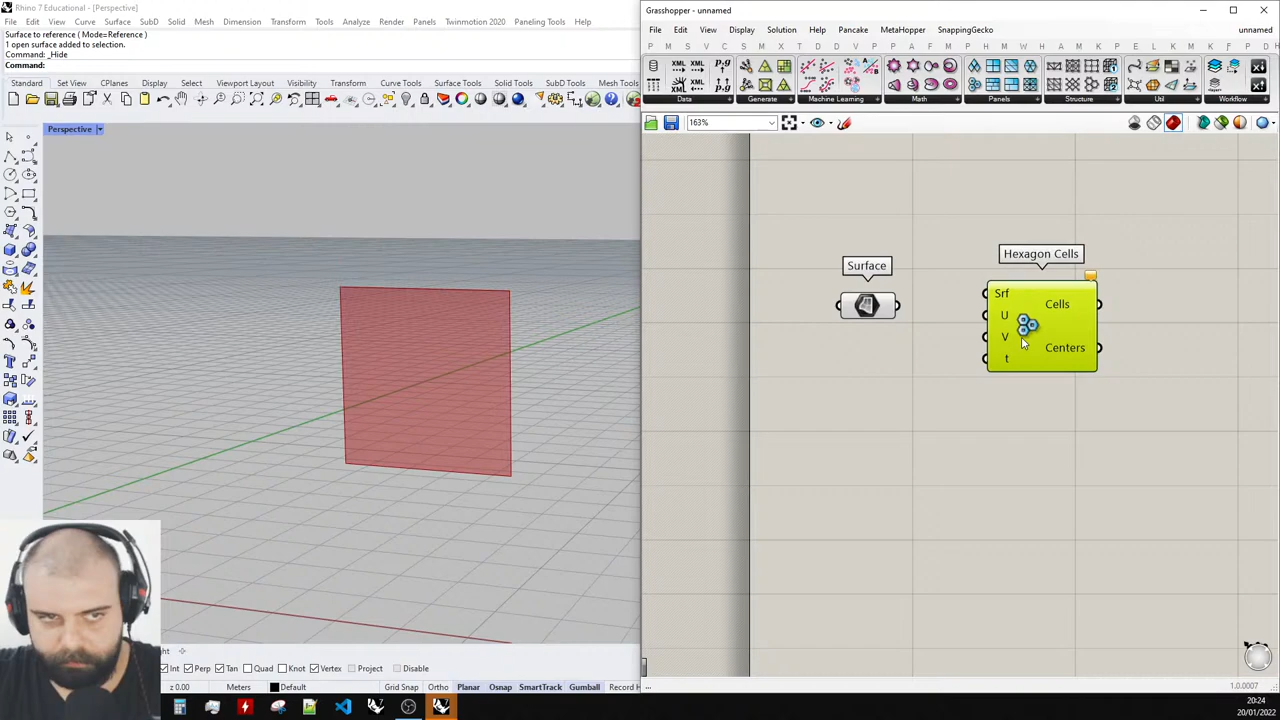 Rhino 7 Educational - [Perspective]
File Edit View Curve Surface SubD Solid Mesh Dimension Transform Tools Analyze Render Panels Twinmotion 2020 Paneling Tools Help
Surface to reference ( Mode=Reference )
1 open surface added to selection.
Command: _Hide
Command:
Standard Set View CPlanes Display Select Viewport Layout Visibility Transform Curve Tools Surface Tools Solid Tools SubD Tools Mesh Tools
Perspective
Int Perp Tan Quad Knot Vertex Project Disable
z 0.00 Meters Default Grid Snap Ortho Planar Osnap SmartTrack Gumball Record H
Grasshopper - unnamed
File Edit View Display Solution Help Pancake MetaHopper SnappingGecko unnamed
Data Generate Machine Learning Math Panels Structure Util Workflow
163%
Surface
Hexagon Cells
Srf
U
V
t
Cells
Centers
...
1.0.0007
20:24
20/01/2022